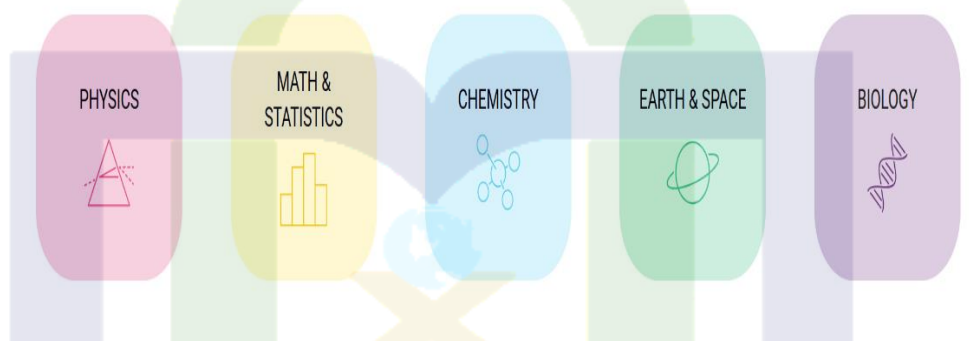 PHYSICS
MATH &
STATISTICS
CHEMISTRY
EARTH & SPACE
BIOLOGY